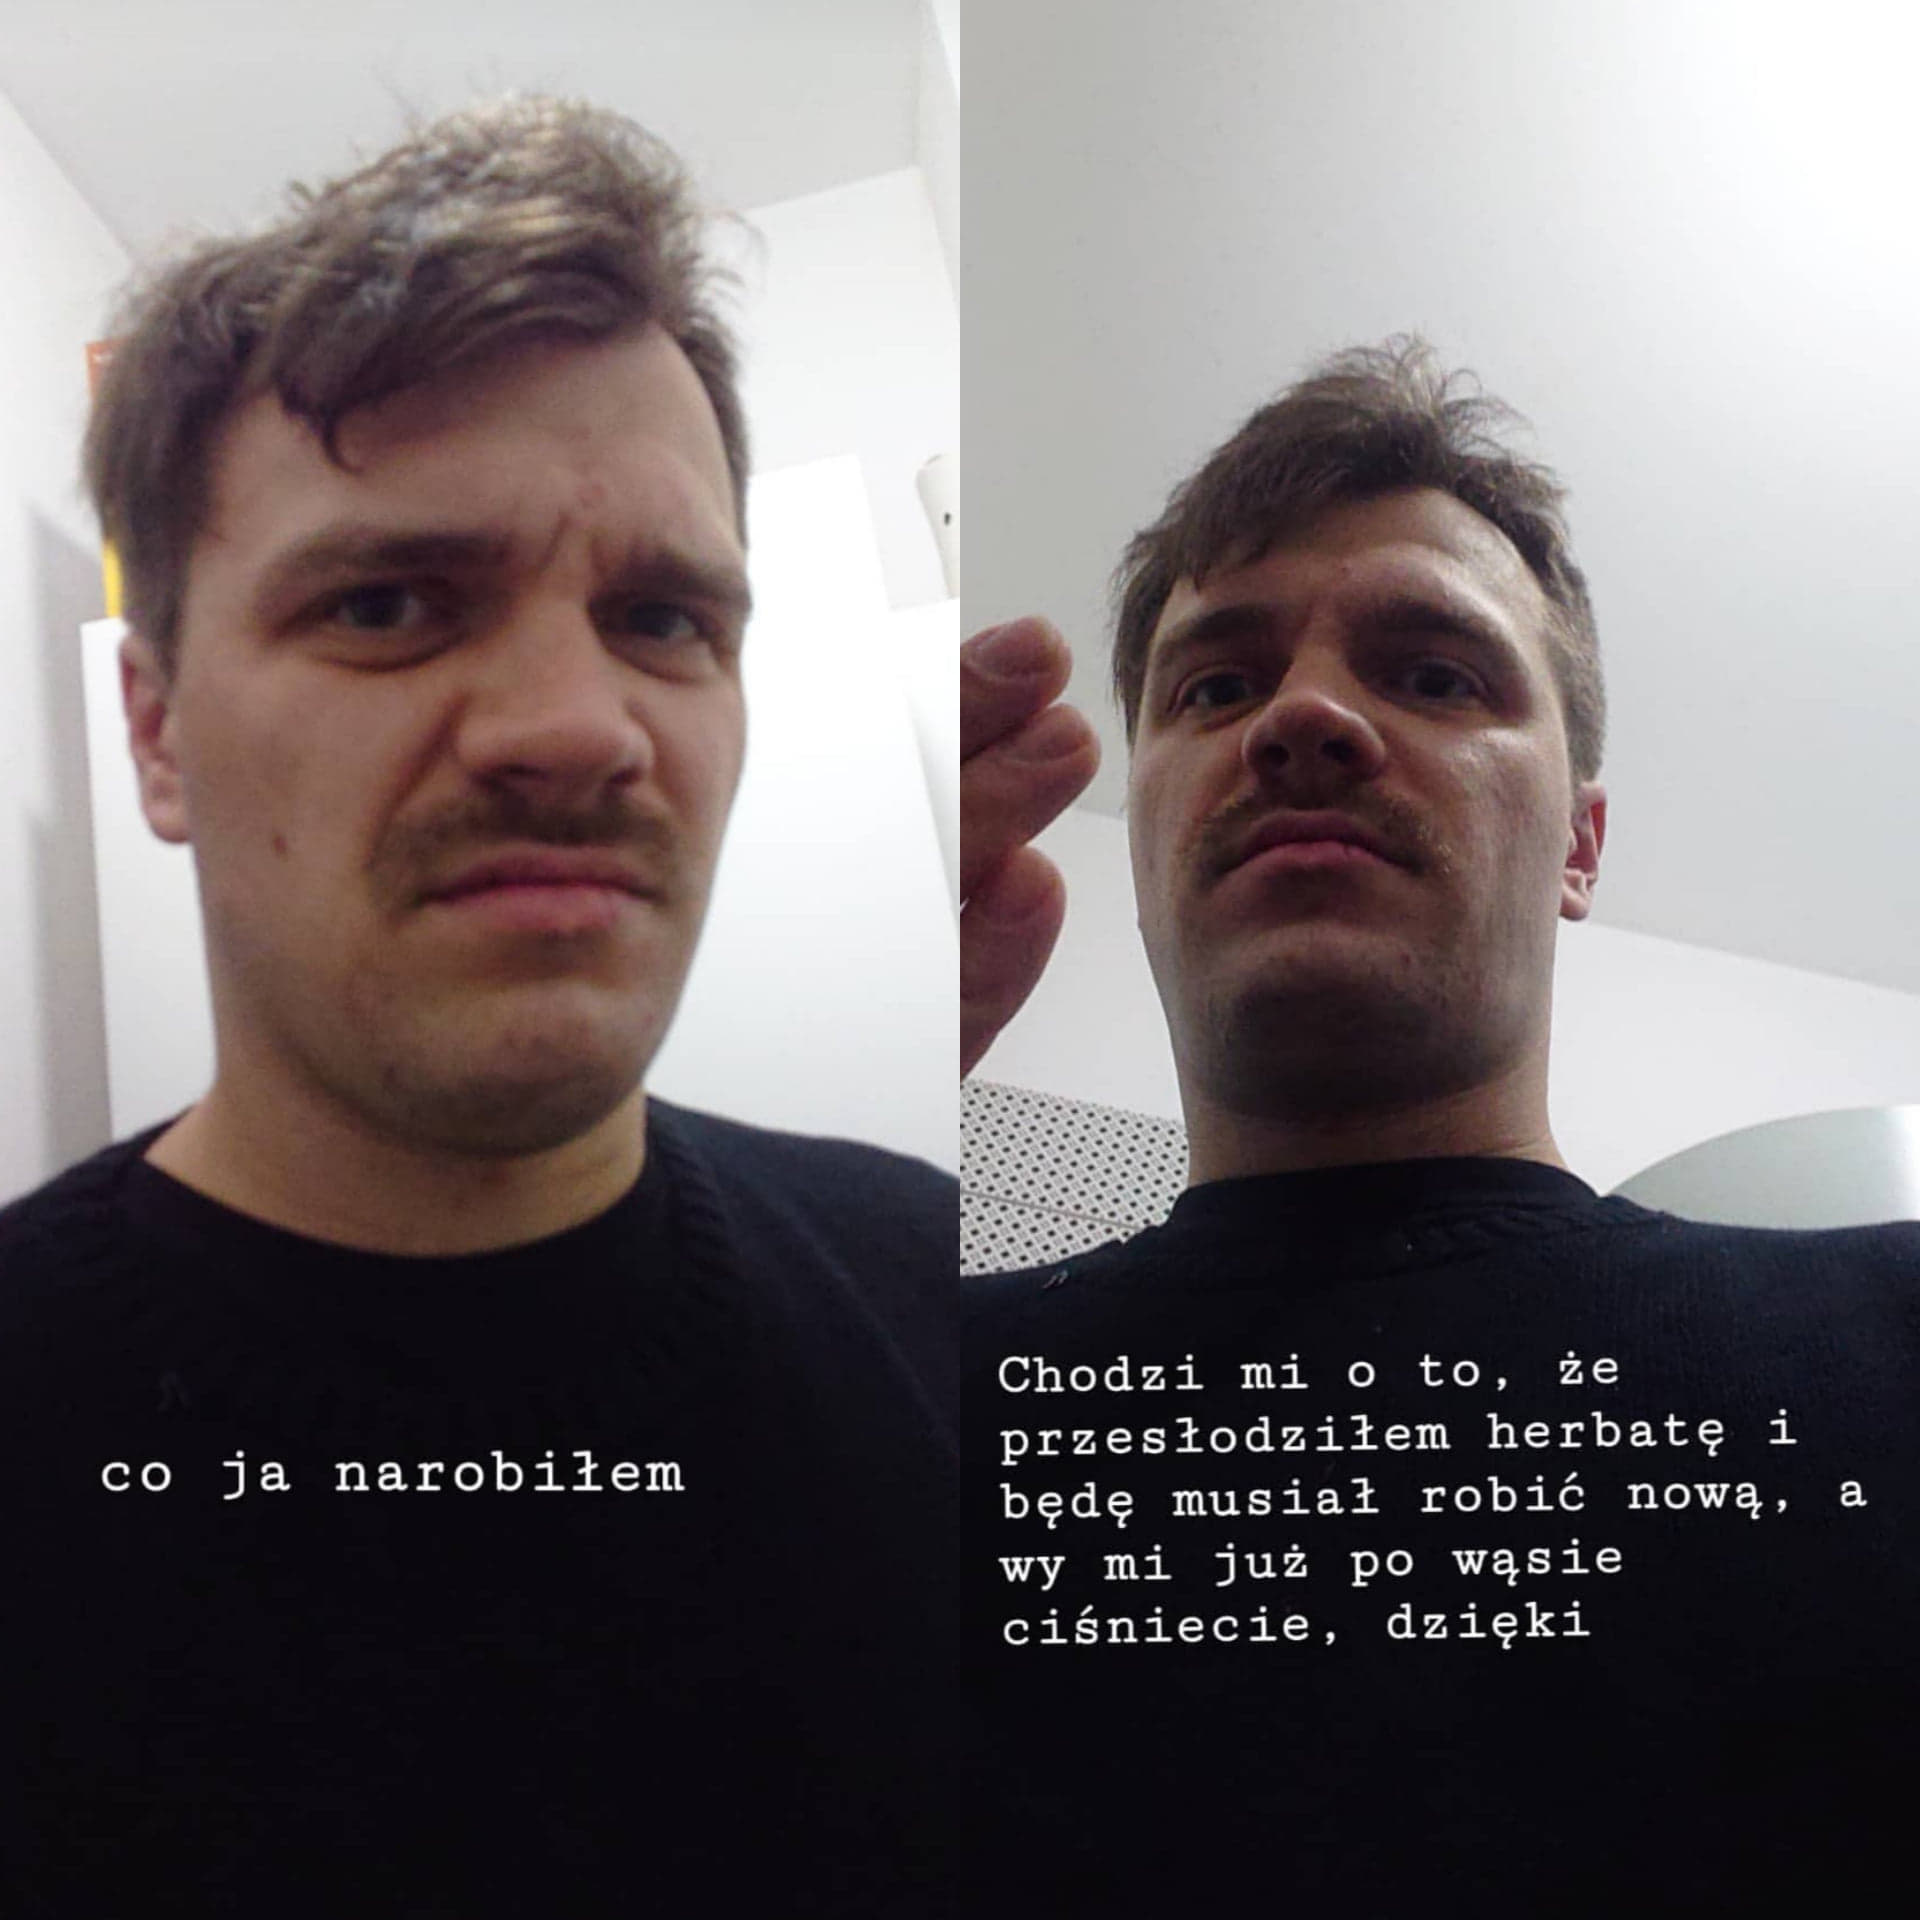 co ja narobiłem
Chodzi mi o to, że
przesłodziłem herbatę i
będę musiał robić nową, a
wy mi już po wąsie
ciśniecie, dzięki